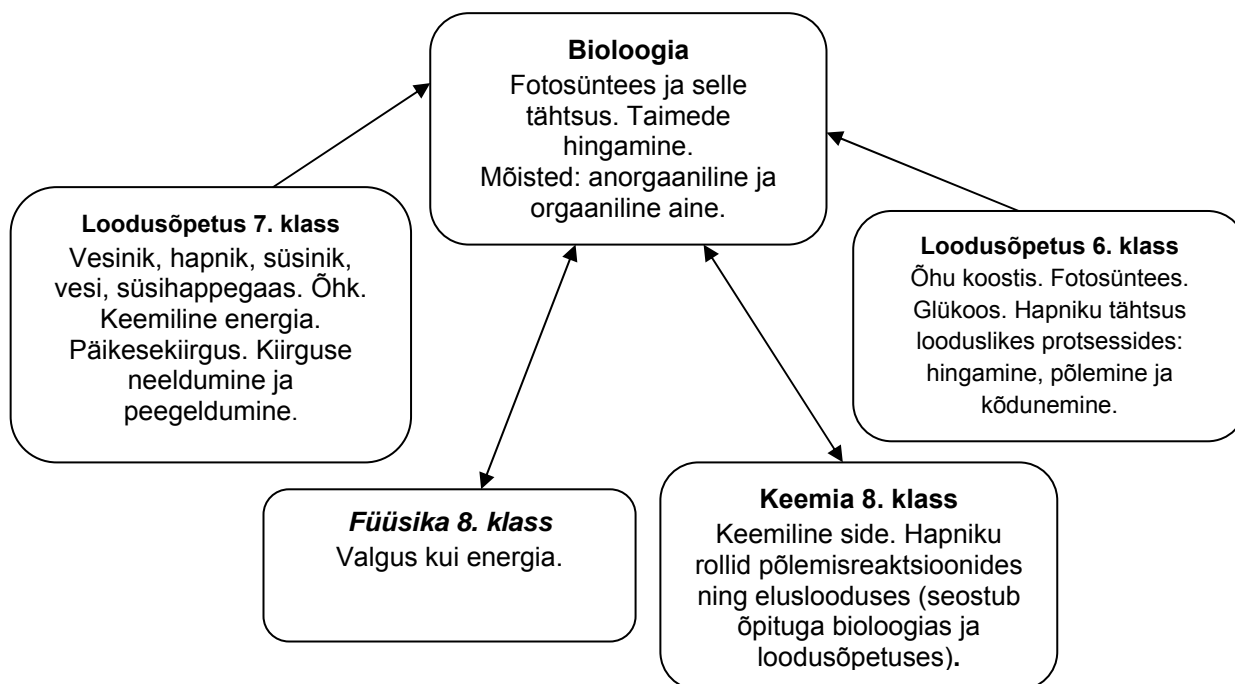 Bioloogia
Fotosüntees ja selle
tähtsus. Taimede
hingamine.
Mõisted: anorgaaniline ja
orgaaniline aine.
Loodusõpetus 7. klass
Vesinik, hapnik, süsinik,
vesi, süsihappegaas. Õhk.
Keemiline energia.
Päikesekiirgus. Kiirguse
neeldumine ja
peegeldumine.
Loodusõpetus 6. klass
Õhu koostis. Fotosüntees.
Glükoos. Hapniku tähtsus
looduslikes protsessides:
hingamine, põlemine ja
kõdunemine.
Füüsika 8. klass
Valgus kui energia.
Keemia 8. klass
Keemiline side. Hapniku
rollid põlemisreaktsioonides
ning eluslooduses (seostub
õpituga bioloogias ja
loodusõpetuses).